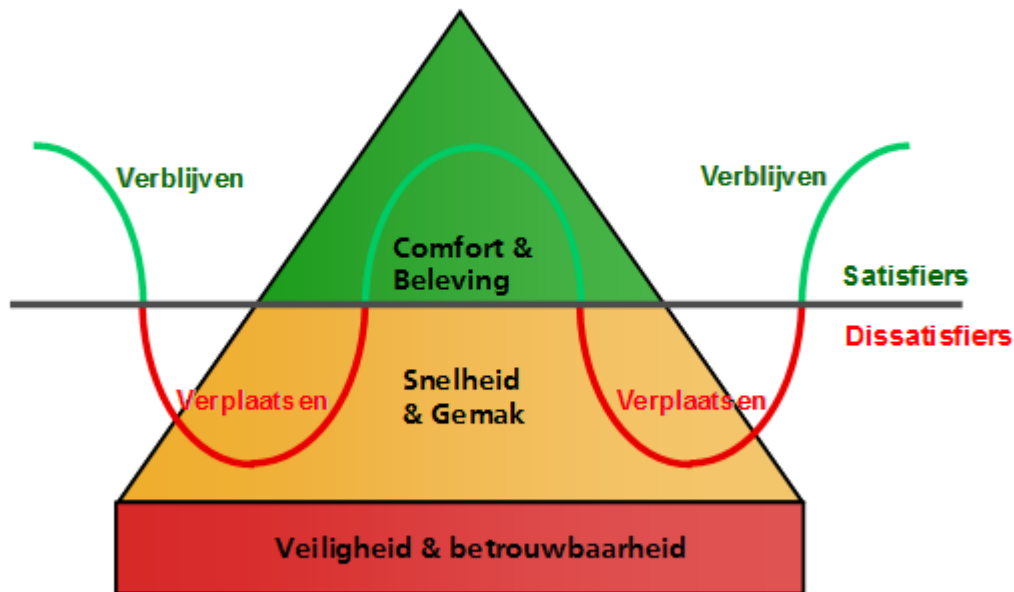 Verblijven
Verblijven
Comfort &
Beleving
Satisfiers
Dissatisfiers
Snelheid
& Gemak
Verplaatsen
Verplaatsen
Veiligheid & betrouwbaarheid